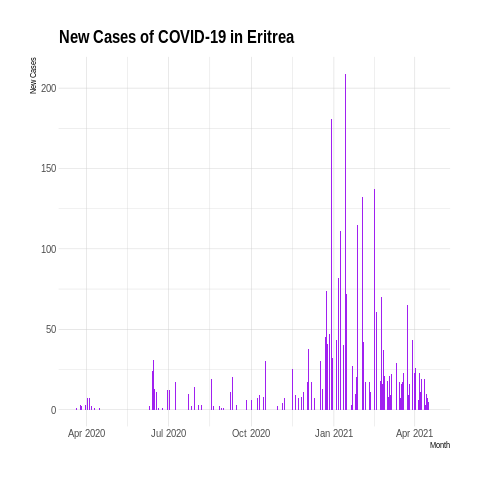 New Cases of COVID-19 in Eritrea
New Cases
200
150
100
50
0
Apr 2020 Jul 2020 Oct 2020 Jan 2021 Apr 2021
Month